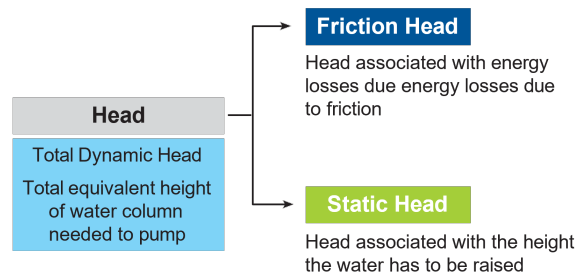 Head
Total Dynamic Head
Total equivalent height
of water column
needed to pump
Friction Head
Head associated with energy
losses due energy losses due
to friction
Static Head
Head associated with the height
the water has to be raised